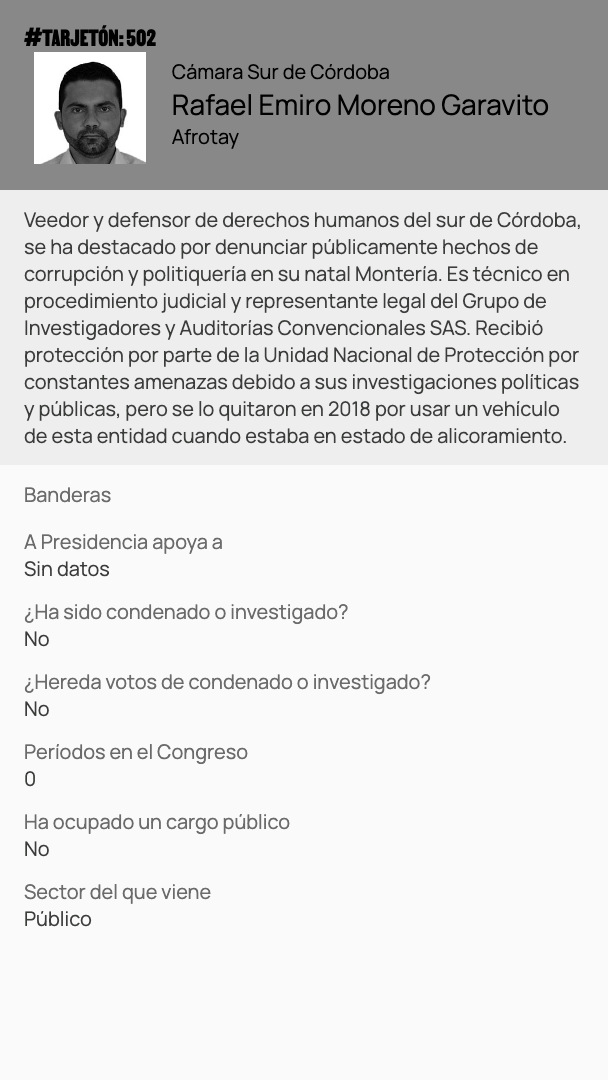 #TARJETÓN: 502
Cámara Sur de Córdoba
Rafael Emiro Moreno Garavito
Afrotay
Veedor y defensor de derechos humanos del sur de Córdoba,
se ha destacado por denunciar públicamente hechos de
corrupción y politiquería en su natal Montería. Es técnico en
procedimiento judicial y representante legal del Grupo de
Investigadores y Auditorías Convencionales SAS. Recibió
protección por parte de la Unidad Nacional de Protección por
constantes amenazas debido a sus investigaciones políticas
y públicas, pero se lo quitaron en 2018 por usar un vehículo
de esta entidad cuando estaba en estado de alicoramiento.
Banderas
A Presidencia apoya a
Sin datos
¿Ha sido condenado o investigado?
No
¿Hereda votos de condenado o investigado?
No
Períodos en el Congreso
0
Ha ocupado un cargo público
No
Sector del que viene
Público